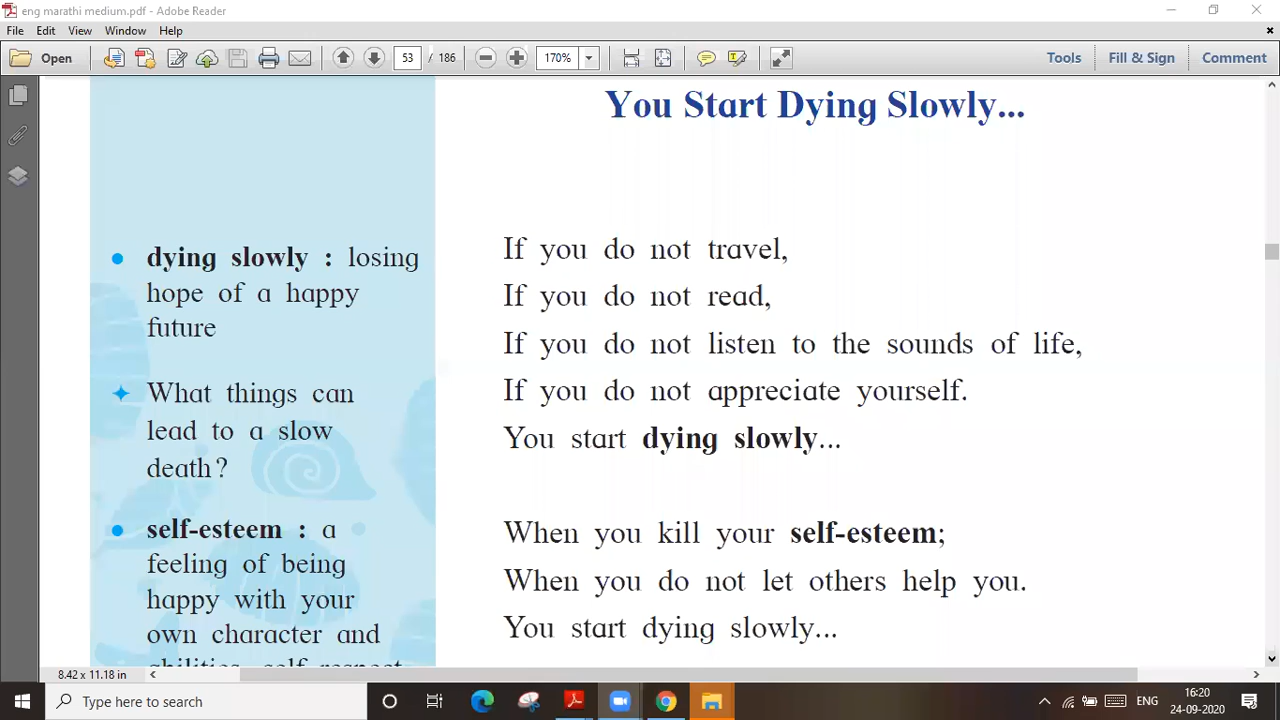 eng marathi medium.pdf - Adobe Reader
File Edit View Window Help
Open 53 / 186 170% Tools Fill & Sign Comment
You Start Dying Slowly...
dying slowly : losing
hope of a happy
future
What things can
lead to a slow
death?
self-esteem : a
feeling of being
happy with your
own character and
abilities, self respect
If you do not travel,
If you do not read,
If you do not listen to the sounds of life,
If you do not appreciate yourself.
You start dying slowly...
When you kill your self-esteem;
When you do not let others help you.
You start dying slowly...
8.42 x 11.18 in
Type here to search
ENG
16:20
24-09-2020